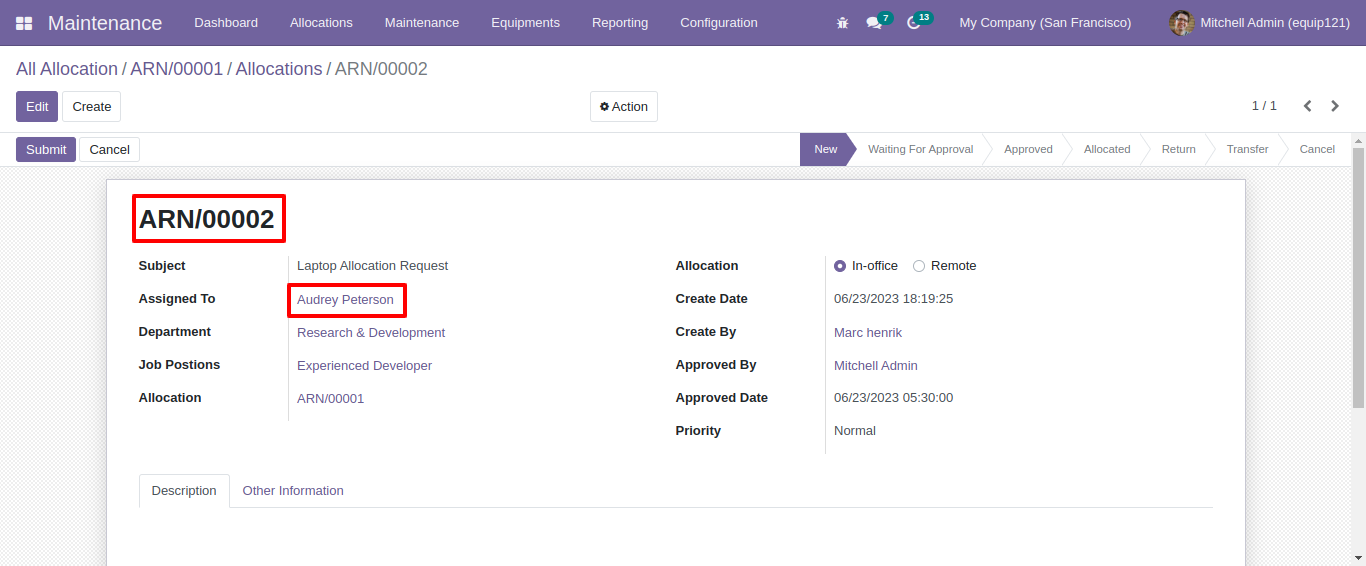 Maintenance Dashboard Allocations Maintenance Equipments Reporting Configuration 7 13 My Company (San Francisco) Mitchell Admin (equip121)
All Allocation / ARN/00001 / Allocations / ARN/00002
Edit Create Action 1 / 1
Submit Cancel New Waiting For Approval Approved Allocated Return Transfer Cancel
ARN/00002
Subject Laptop Allocation Request Allocation In-office Remote
Assigned To Audrey Peterson Create Date 06/23/2023 18:19:25
Department Research & Development Create By Marc henrik
Job Postions Experienced Developer Approved By Mitchell Admin
Allocation ARN/00001 Approved Date 06/23/2023 05:30:00
Priority Normal
Description Other Information